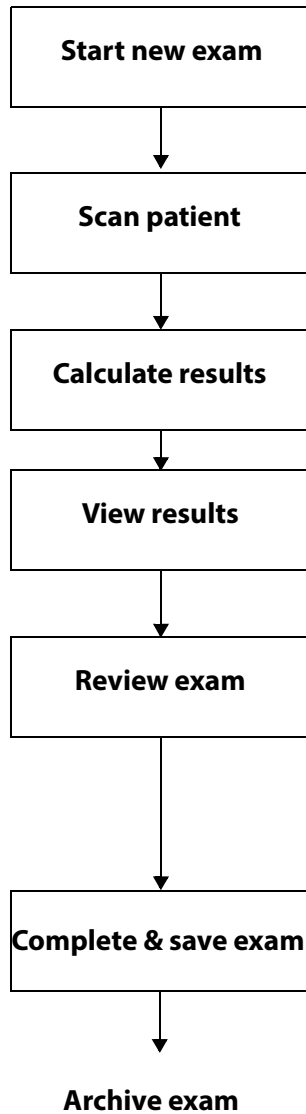 Start new exam
Scan patient
Calculate results
View results
Review exam
Complete & save exam
Archive exam